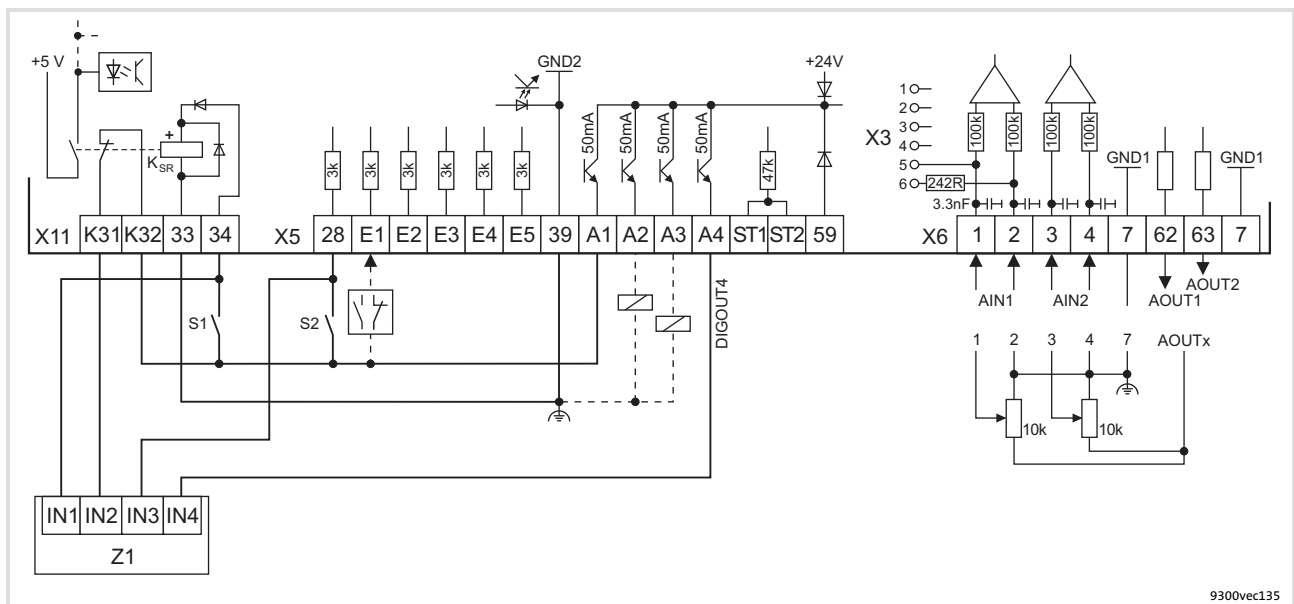 +5 V
GND2
+24V
+
K SR
3k
3k
3k
3k
3k
3k
50mA
50mA
50mA
50mA
47k
X3
1
2
3
4
5
6
242R
100k
100k
100k
100k
3.3nF
GND1
GND1
X11 K31 K32 33 34
X5 28 E1 E2 E3 E4 E5 39 A1 A2 A3 A4 ST1 ST2 59
X6 1 2 3 4 7 62 63 7
S1
S2
DIGOUT4
AIN1
AIN2
AOUT1
AOUT2
1 2 3 4 7 AOUTx
10k
10k
IN1 IN2 IN3 IN4
Z1
9300vec135